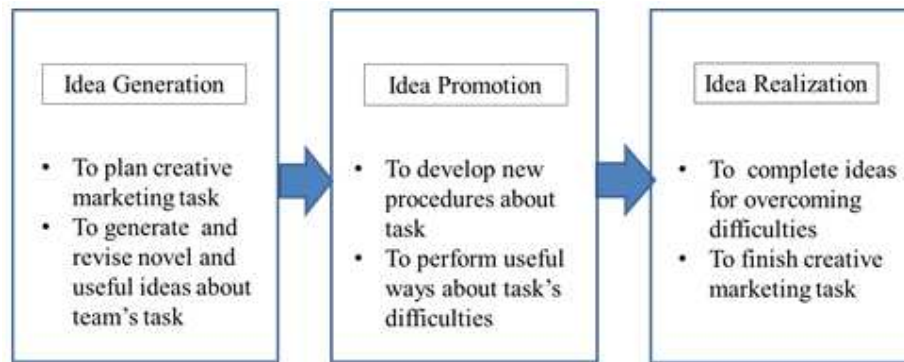 Idea Generation
• To plan creative
marketing task
• To generate and
revise novel and
useful ideas about
team's task
Idea Promotion
• To develop new
procedures about
task
• To perform useful
ways about task's
difficulties
Idea Realization
• To complete ideas
for overcoming
difficulties
• To finish creative
marketing task